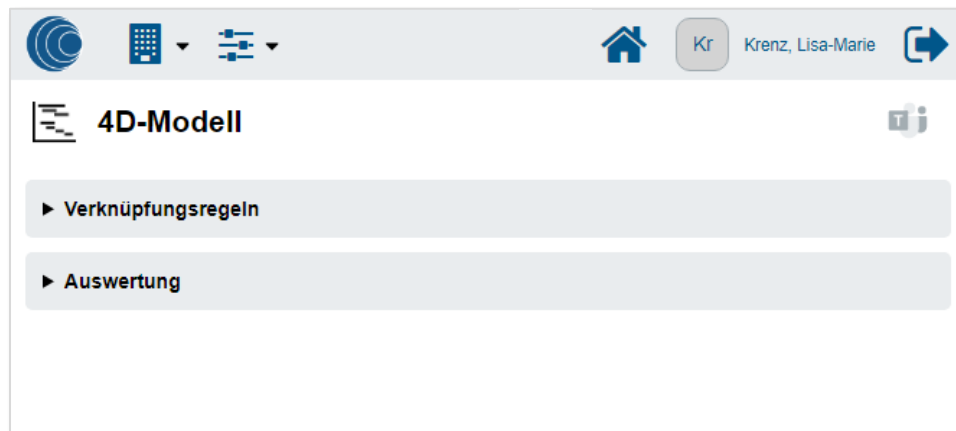 Kr Krenz, Lisa-Marie
4D-Modell
T
Verknüpfungsregeln
Auswertung